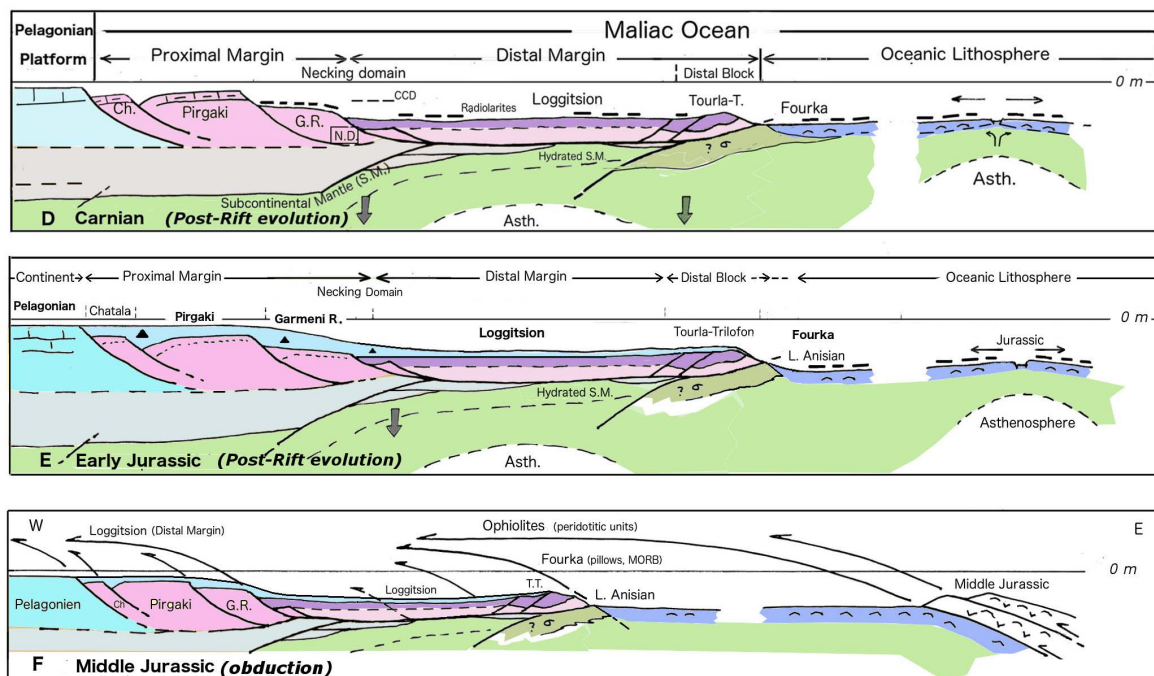 Pelagonian
Platform
Maliac Ocean
Proximal Margin
Distal Margin
Oceanic Lithosphere
Necking domain
Distal Block
0 m
CCD
Ch.
Pirgaki
G.R.
N.D.
Radiolarites
Loggitsion
Tourla-T.
Fourka
Hydrated S.M.
? σ
Subcontinental Mantle (S.M.)
Asth.
Asth.
D Carnian (Post-Rift evolution)
Continent
Proximal Margin
Distal Margin
Distal Block
Oceanic Lithosphere
Necking Domain
Pelagonian
Chatala
Pirgaki
Garmeni R.
0 m
Loggitsion
Tourla-Trilofon
Fourka
L. Anisian
Jurassic
Hydrated S.M.
? σ
Asthenosphere
Asth.
E Early Jurassic (Post-Rift evolution)
W
E
Loggitsion (Distal Margin)
Ophiolites (peridotitic units)
Fourka (pillows, MORB)
0 m
Middle Jurassic
T.T.
Loggitsion
L. Anisian
Pelagonien
Ch
Pirgaki
G.R.
? σ
F Middle Jurassic (obduction)